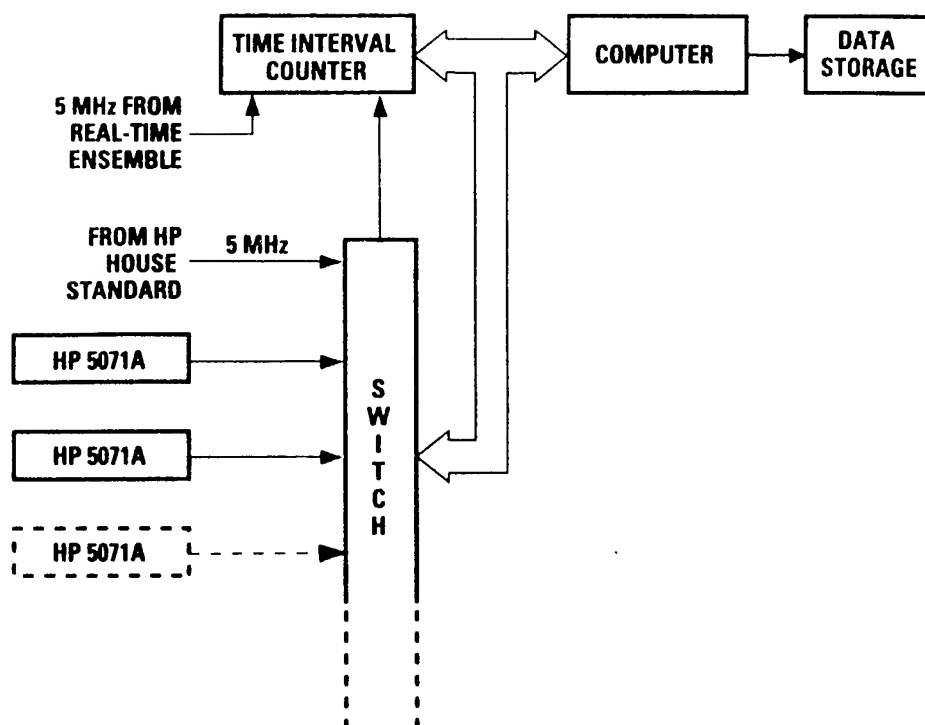 TIME INTERVAL
COUNTER
COMPUTER
DATA
STORAGE
5 MHz FROM
REAL-TIME
ENSEMBLE
FROM HP
HOUSE
STANDARD
5 MHz
HP 5071A
HP 5071A
HP 5071A
SWITCH